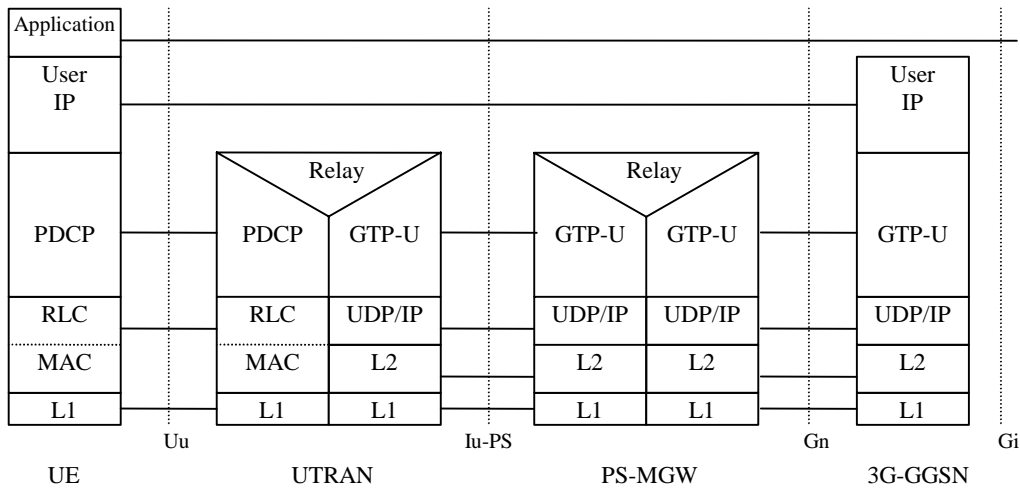 Application
User
IP
User
IP
Relay
Relay
PDCP
PDCP
GTP-U
GTP-U
GTP-U
GTP-U
RLC
RLC
UDP/IP
UDP/IP
UDP/IP
UDP/IP
MAC
MAC
L2
L2
L2
L2
L1
L1
L1
L1
L1
L1
Uu
Iu-PS
Gn
Gi
UE
UTRAN
PS-MGW
3G-GGSN